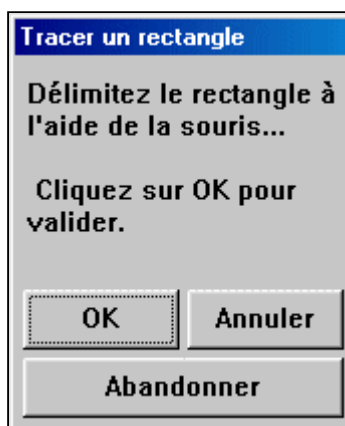 Tracer un rectangle
Délimitez le rectangle à
l'aide de la souris...
Cliquez sur OK pour
valider.
OK
Annuler
Abandonner